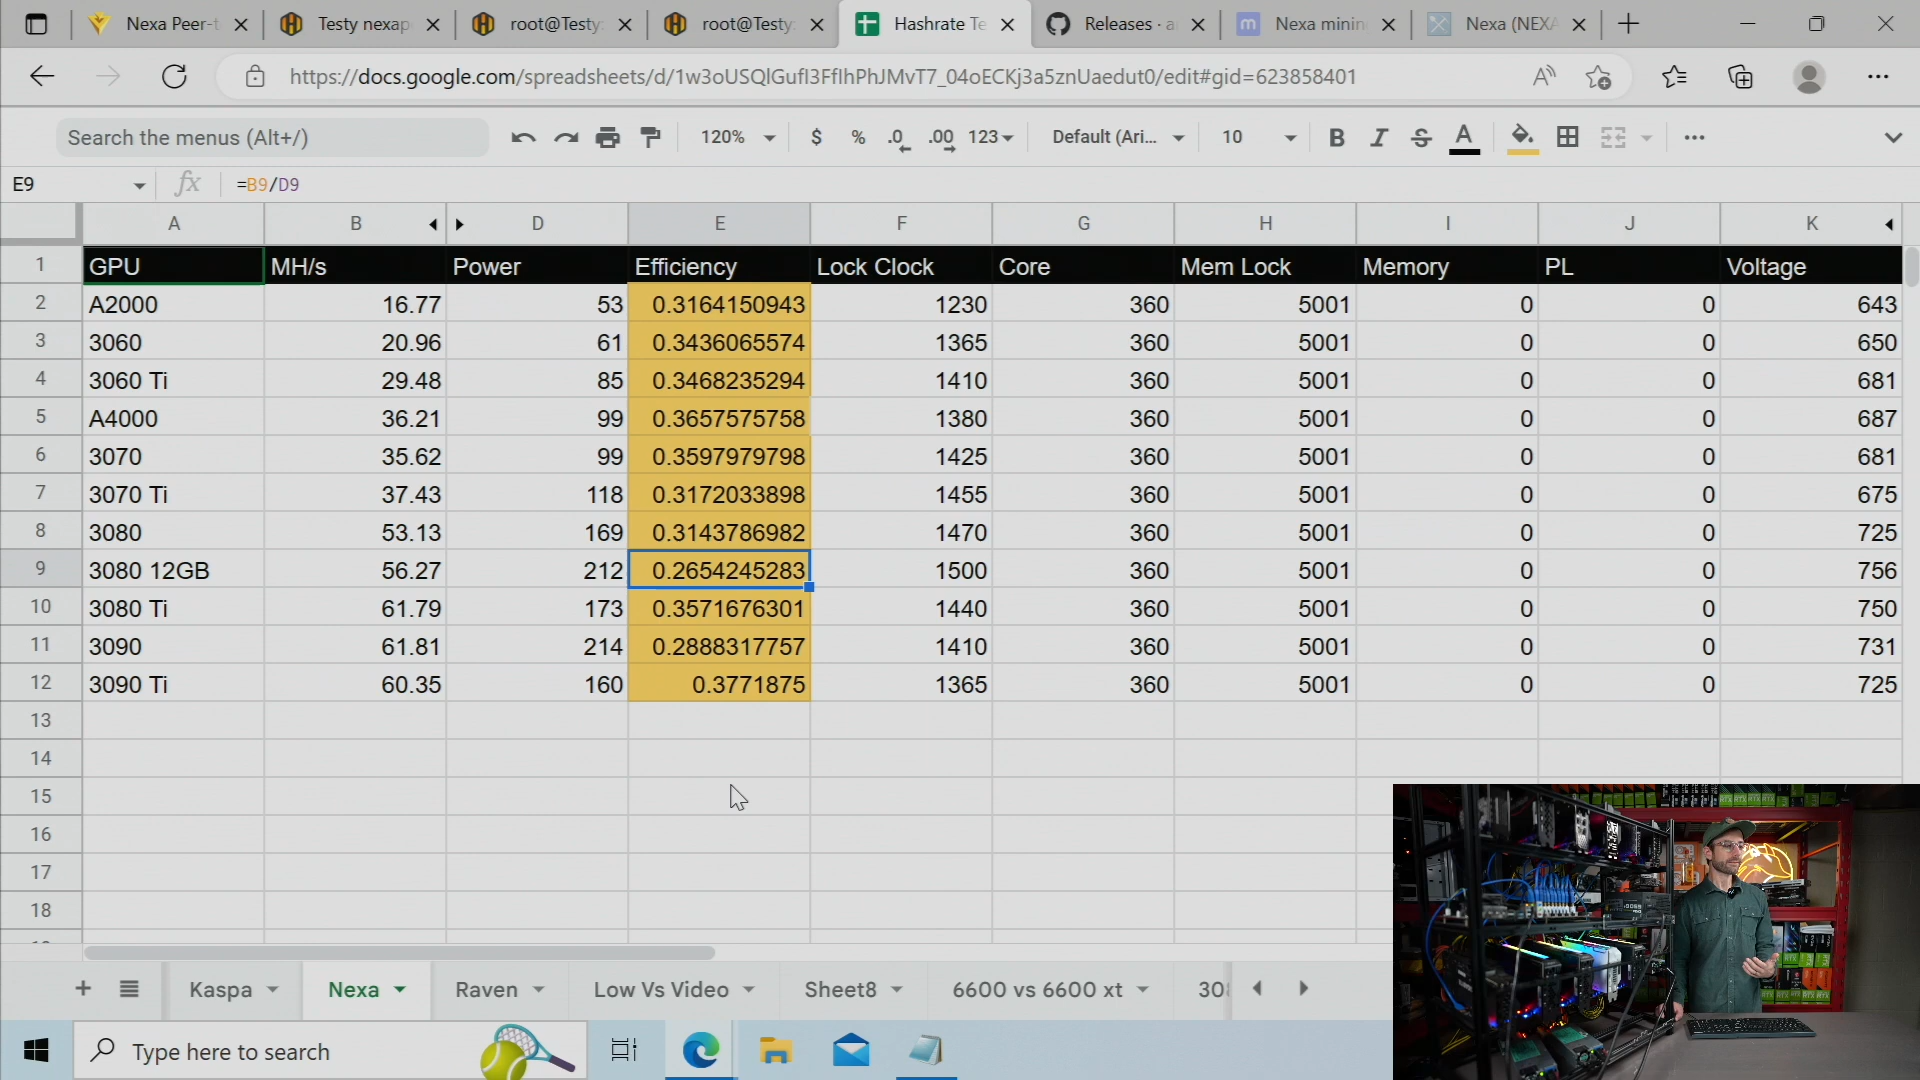 Nexa Peer-t
Testy nexap
root@Testy:
root@Testy:
Hashrate Te
Releases · a
Nexa minin
Nexa (NEXA
https://docs.google.com/spreadsheets/d/1w3oUSQlGufI3FfIhPhJMvT7_04oECKj3a5znUaedut0/edit#gid=623858401
Search the menus (Alt+/)
120%
$ % .0 .00 123
Default (Ari...
10
B I S A
E9
fx =B9/D9
A B D E F G H I J K
1 GPU MH/s Power Efficiency Lock Clock Core Mem Lock Memory PL Voltage
2 A2000 16.77 53 0.3164150943 1230 360 5001 0 0 643
3 3060 20.96 61 0.3436065574 1365 360 5001 0 0 650
4 3060 Ti 29.48 85 0.3468235294 1410 360 5001 0 0 681
5 A4000 36.21 99 0.3657575758 1380 360 5001 0 0 687
6 3070 35.62 99 0.3597979798 1425 360 5001 0 0 681
7 3070 Ti 37.43 118 0.3172033898 1455 360 5001 0 0 675
8 3080 53.13 169 0.3143786982 1470 360 5001 0 0 725
9 3080 12GB 56.27 212 0.2654245283 1500 360 5001 0 0 756
10 3080 Ti 61.79 173 0.3571676301 1440 360 5001 0 0 750
11 3090 61.81 214 0.2888317757 1410 360 5001 0 0 731
12 3090 Ti 60.35 160 0.3771875 1365 360 5001 0 0 725
13
14
15
16
17
18
Kaspa Nexa Raven Low Vs Video Sheet8 6600 vs 6600 xt
Type here to search